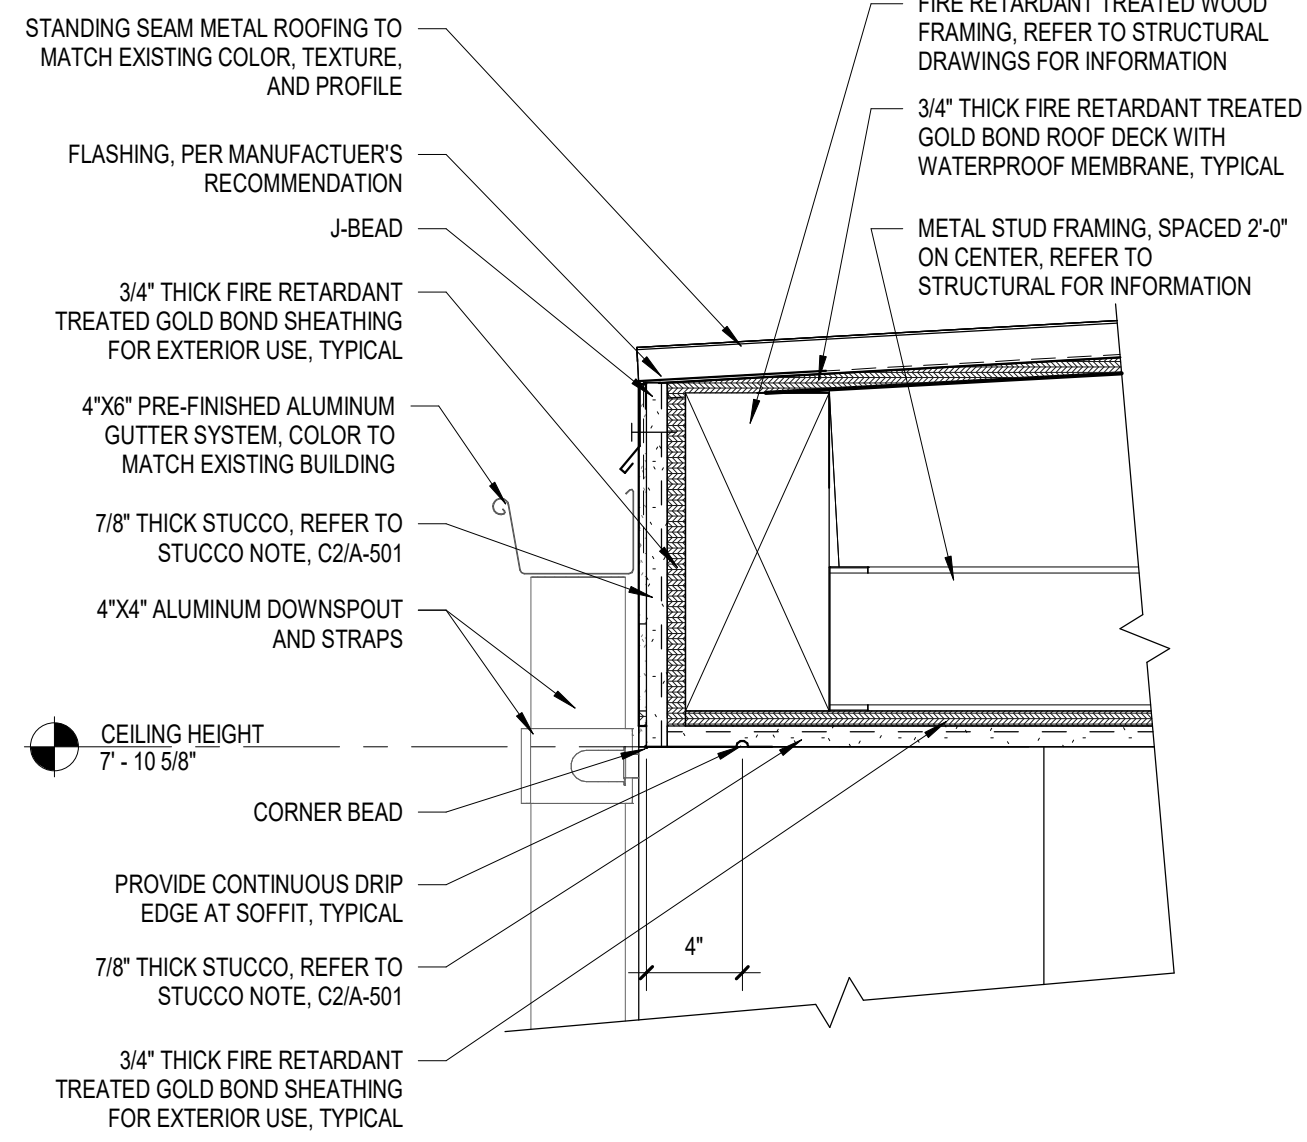 STANDING SEAM METAL ROOFING TO
MATCH EXISTING COLOR, TEXTURE,
AND PROFILE
FLASHING, PER MANUFACTUER'S
RECOMMENDATION
J-BEAD
3/4" THICK FIRE RETARDANT
TREATED GOLD BOND SHEATHING
FOR EXTERIOR USE, TYPICAL
4"X6" PRE-FINISHED ALUMINUM
GUTTER SYSTEM, COLOR TO
MATCH EXISTING BUILDING
7/8" THICK STUCCO, REFER TO
STUCCO NOTE, C2/A-501
4"X4" ALUMINUM DOWNSPOUT
AND STRAPS
CEILING HEIGHT
7' - 10 5/8"
CORNER BEAD
PROVIDE CONTINUOUS DRIP
EDGE AT SOFFIT, TYPICAL
7/8" THICK STUCCO, REFER TO
STUCCO NOTE, C2/A-501
3/4" THICK FIRE RETARDANT
TREATED GOLD BOND SHEATHING
FOR EXTERIOR USE, TYPICAL
FIRE RETARDANT TREATED WOOD
FRAMING, REFER TO STRUCTURAL
DRAWINGS FOR INFORMATION
3/4" THICK FIRE RETARDANT TREATED
GOLD BOND ROOF DECK WITH
WATERPROOF MEMBRANE, TYPICAL
METAL STUD FRAMING, SPACED 2'-0"
ON CENTER, REFER TO
STRUCTURAL FOR INFORMATION
4"